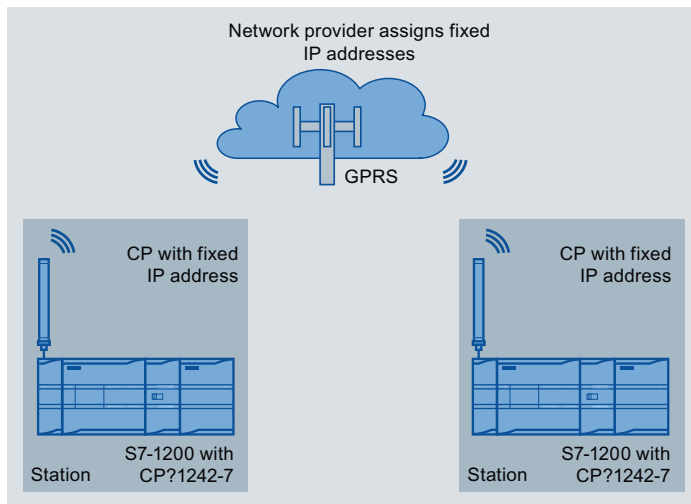 Network provider assigns fixed
IP addresses
GPRS
CP with fixed
IP address
S7-1200 with
Station CP?1242-7
CP with fixed
IP address
S7-1200 with
Station CP?1242-7